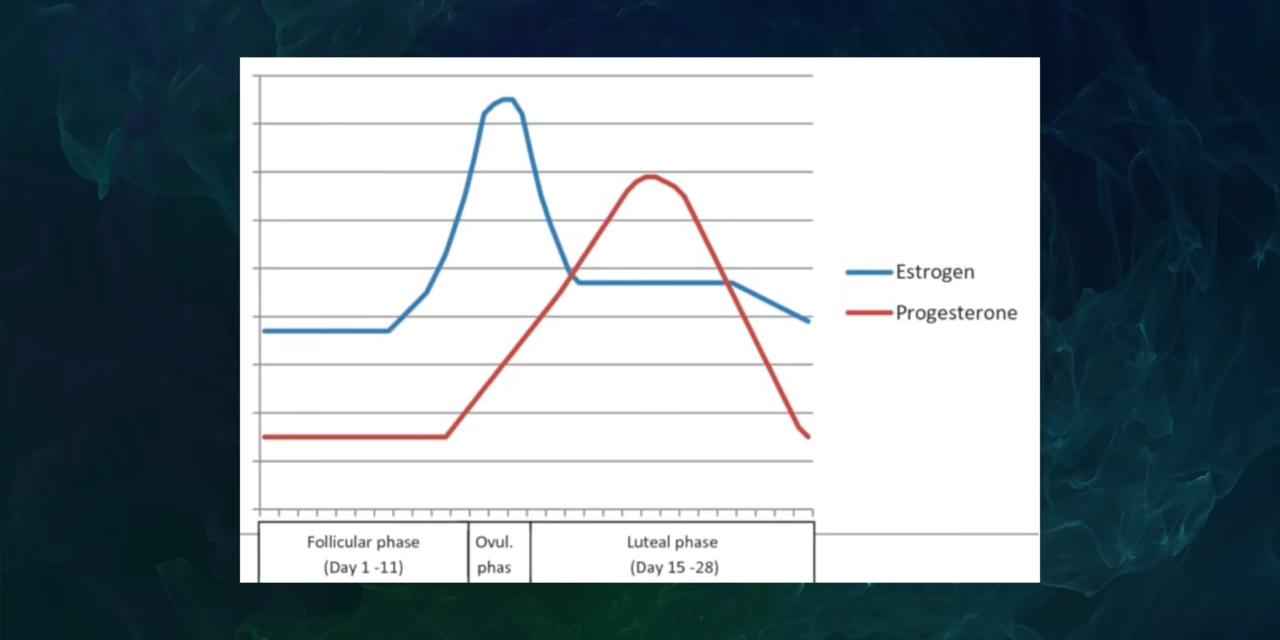 Estrogen
Progesterone
Follicular phase
(Day 1 -11)
Ovul.
phas
Luteal phase
(Day 15 -28)